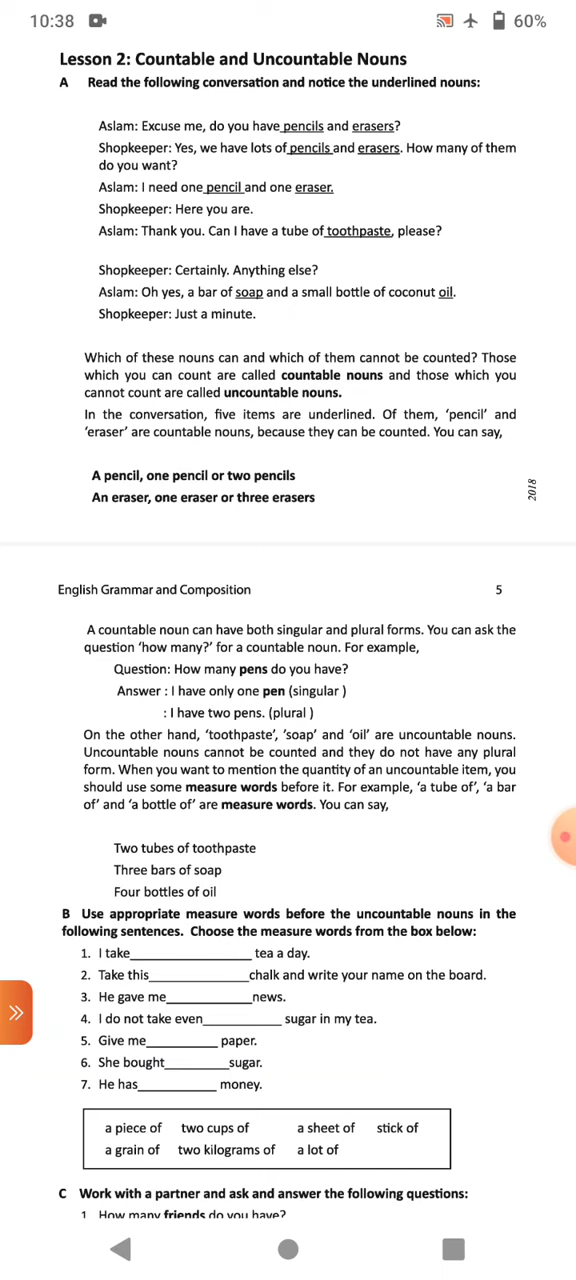 10:38
60%
Lesson 2: Countable and Uncountable Nouns
A Read the following conversation and notice the underlined nouns:
Aslam: Excuse me, do you have pencils and erasers?
Shopkeeper: Yes, we have lots of pencils and erasers. How many of them
do you want?
Aslam: I need one pencil and one eraser.
Shopkeeper: Here you are.
Aslam: Thank you. Can I have a tube of toothpaste, please?
Shopkeeper: Certainly. Anything else?
Aslam: Oh yes, a bar of soap and a small bottle of coconut oil.
Shopkeeper: Just a minute.
Which of these nouns can and which of them cannot be counted? Those
which you can count are called countable nouns and those which you
cannot count are called uncountable nouns.
In the conversation, five items are underlined. Of them, ‘pencil’ and
‘eraser’ are countable nouns, because they can be counted. You can say,
A pencil, one pencil or two pencils
An eraser, one eraser or three erasers
2018
English Grammar and Composition 5
A countable noun can have both singular and plural forms. You can ask the
question ‘how many?’ for a countable noun. For example,
Question: How many pens do you have?
Answer : I have only one pen (singular )
: I have two pens. (plural )
On the other hand, ‘toothpaste’, ‘soap’ and ‘oil’ are uncountable nouns.
Uncountable nouns cannot be counted and they do not have any plural
form. When you want to mention the quantity of an uncountable item, you
should use some measure words before it. For example, ‘a tube of’, ‘a bar
of’ and ‘a bottle of’ are measure words. You can say,
Two tubes of toothpaste
Three bars of soap
Four bottles of oil
B Use appropriate measure words before the uncountable nouns in the
following sentences. Choose the measure words from the box below:
1. I take_________________ tea a day.
2. Take this______________chalk and write your name on the board.
3. He gave me____________news.
4. I do not take even___________ sugar in my tea.
5. Give me__________ paper.
6. She bought_________sugar.
7. He has___________ money.
a piece of two cups of a sheet of stick of
a grain of two kilograms of a lot of
C Work with a partner and ask and answer the following questions:
1 How many friends do you have?